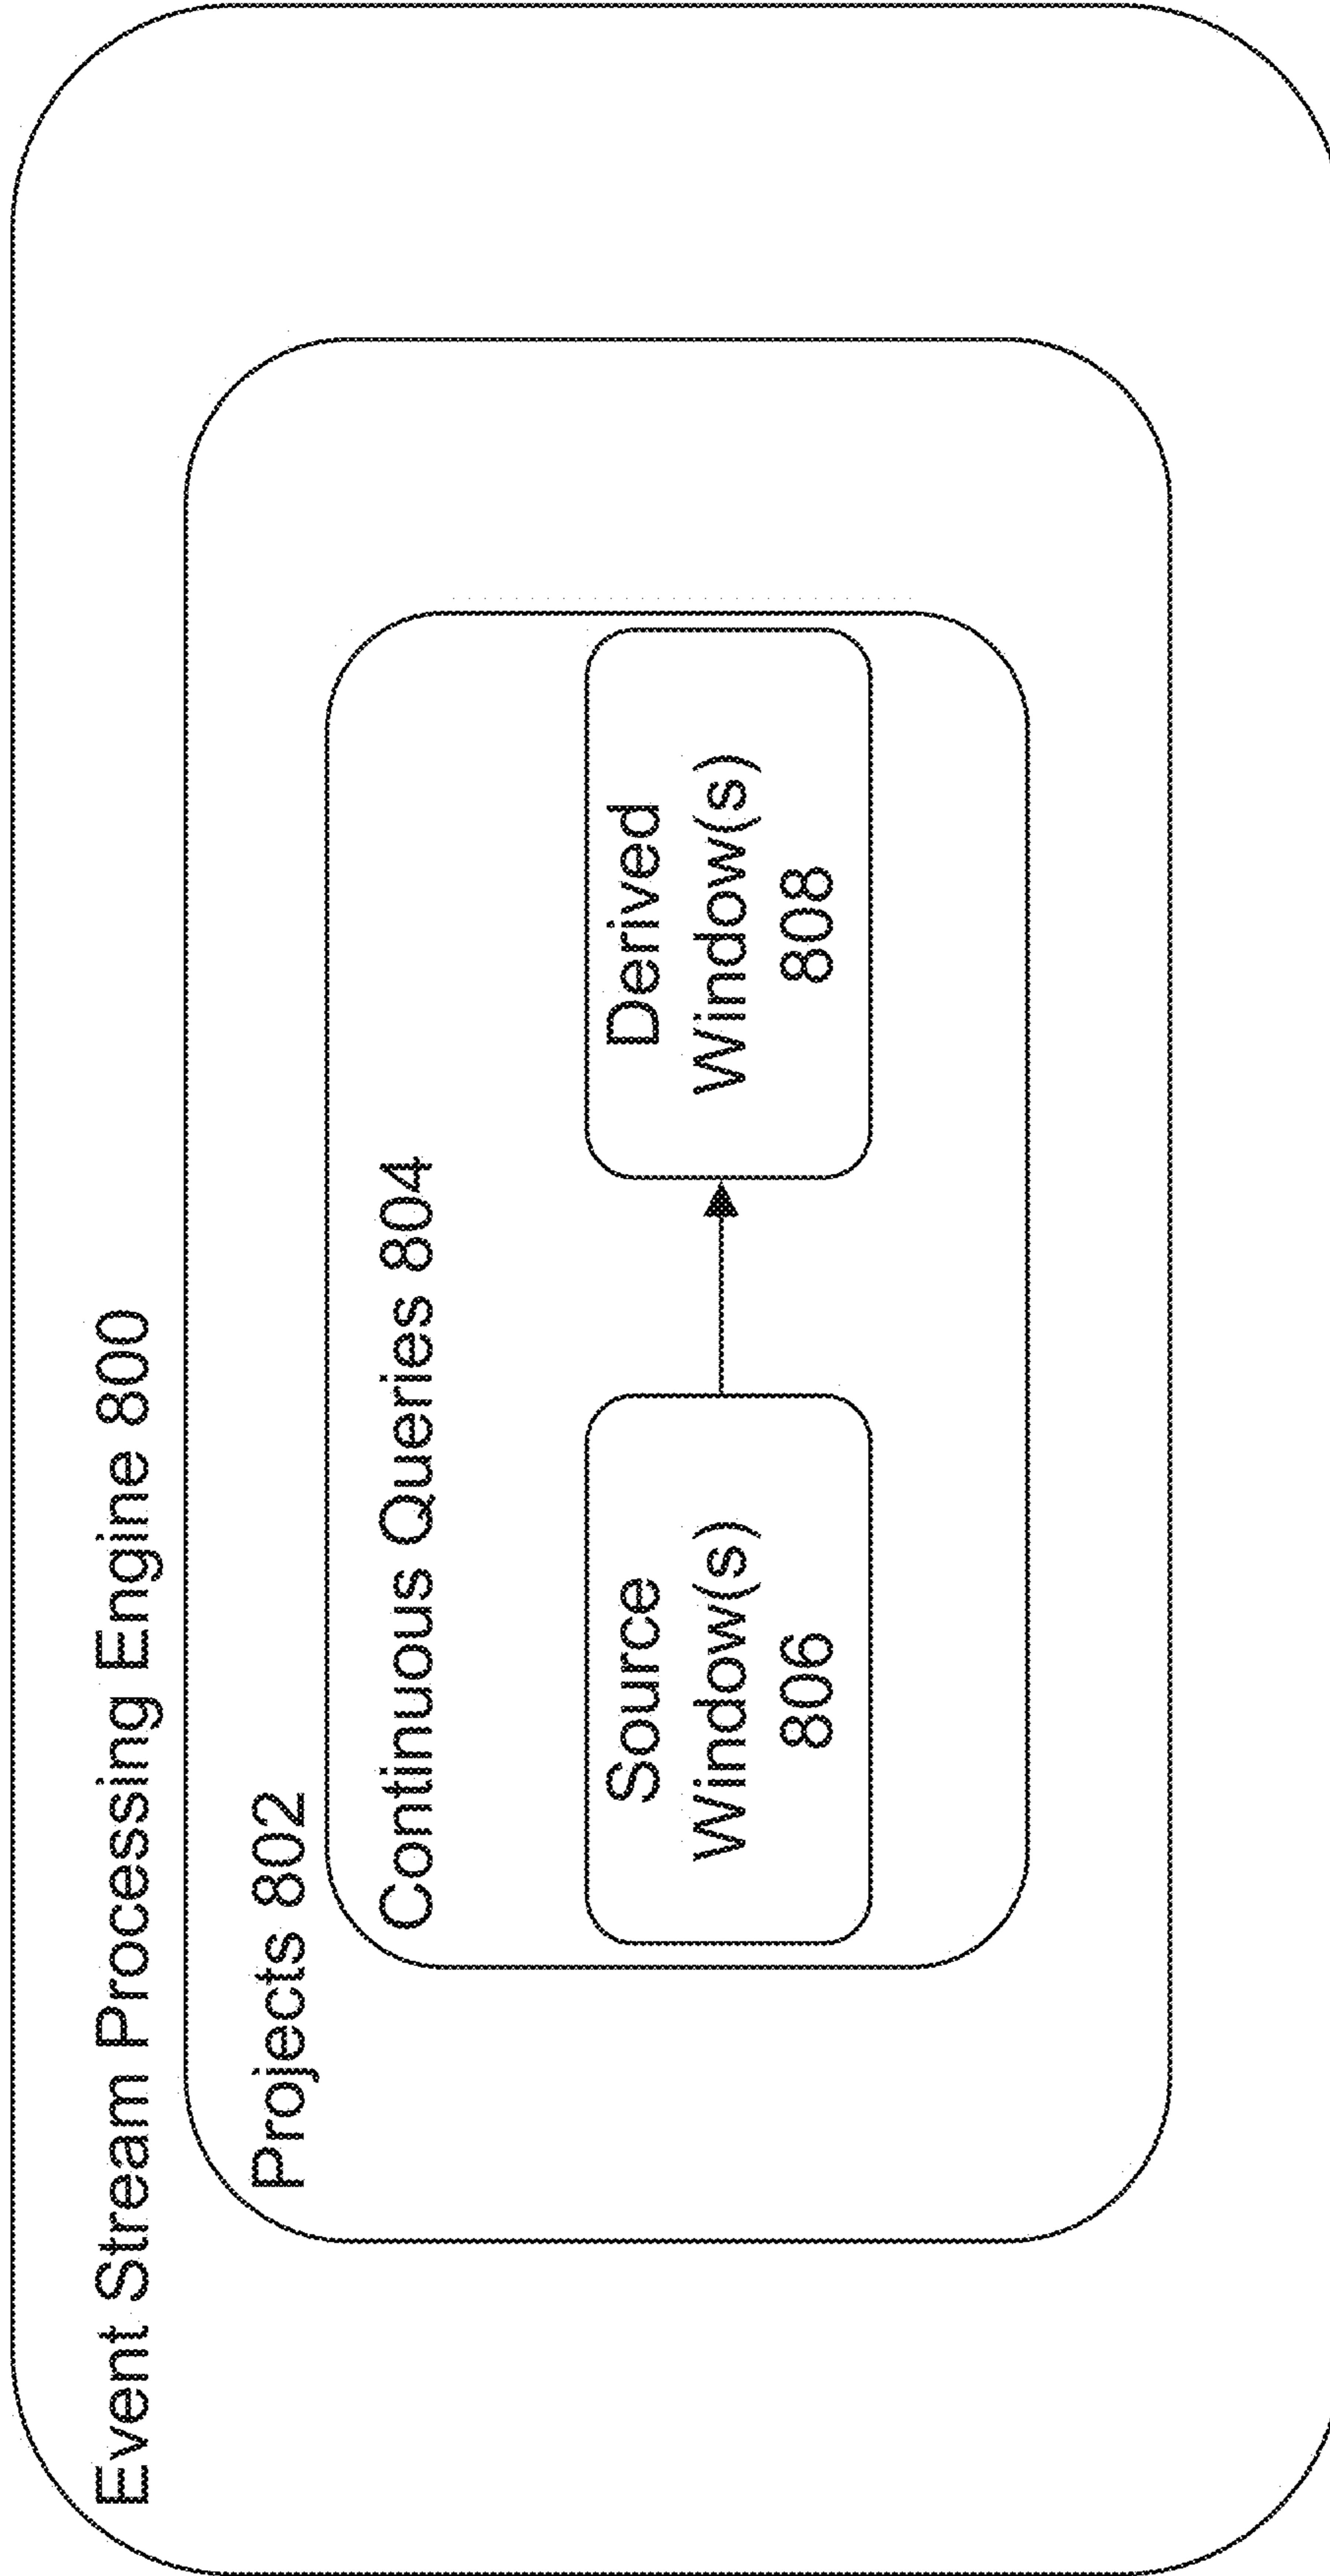 Event Stream Processing Engine 800
Projects 802
Continuous Queries 804
Source
Window(s)
806
Derived
Window(s)
808